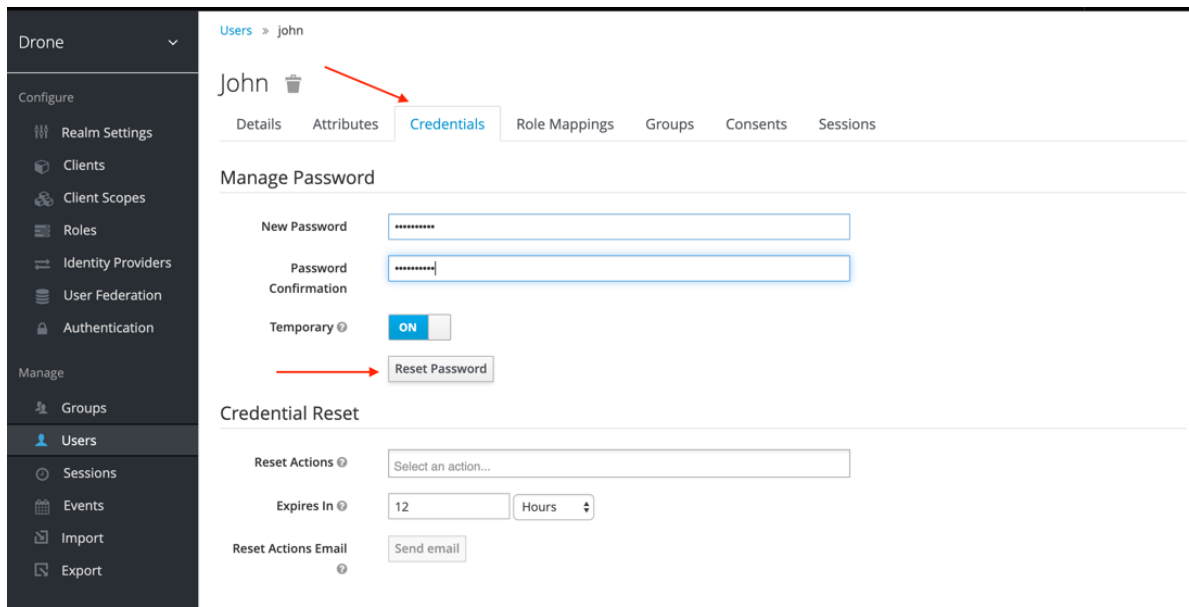 Drone
Users » john
John
Configure
Realm Settings
Clients
Client Scopes
Roles
Identity Providers
User Federation
Authentication
Manage
Groups
Users
Sessions
Events
Import
Export
Details Attributes Credentials Role Mappings Groups Consents Sessions
Manage Password
New Password ••••••••••
Password
Confirmation ••••••••••
Temporary ON
Reset Password
Credential Reset
Reset Actions Select an action...
Expires In 12 Hours
Reset Actions Email Send email